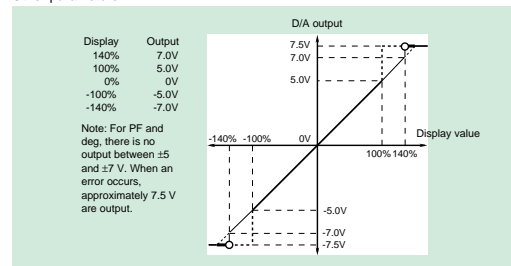 Display Output
140% 7.0V
100% 5.0V
0% 0V
-100% -5.0V
-140% -7.0V
Note: For PF and
deg, there is no
output between ±5
and ±7 V. When an
error occurs,
approximately 7.5 V
are output.
D/A output
7.5V
7.0V
5.0V
-140% -100% 0V
Display value
100% 140%
-5.0V
-7.0V
-7.5V